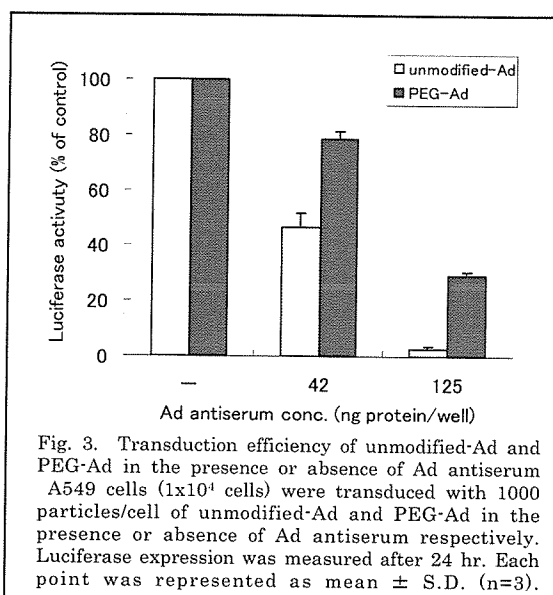 unmodified-Ad
PEG-Ad
Luciferase activuty (% of control)
100
80
60
40
20
0
— 42 125
Ad antiserum conc. (ng protein/well)
Fig. 3. Transduction efficiency of unmodified-Ad and
PEG-Ad in the presence or absence of Ad antiserum
A549 cells (1x10⁴ cells) were transduced with 1000
particles/cell of unmodified-Ad and PEG-Ad in the
presence or absence of Ad antiserum respectively.
Luciferase expression was measured after 24 hr. Each
point was represented as mean ± S.D. (n=3).